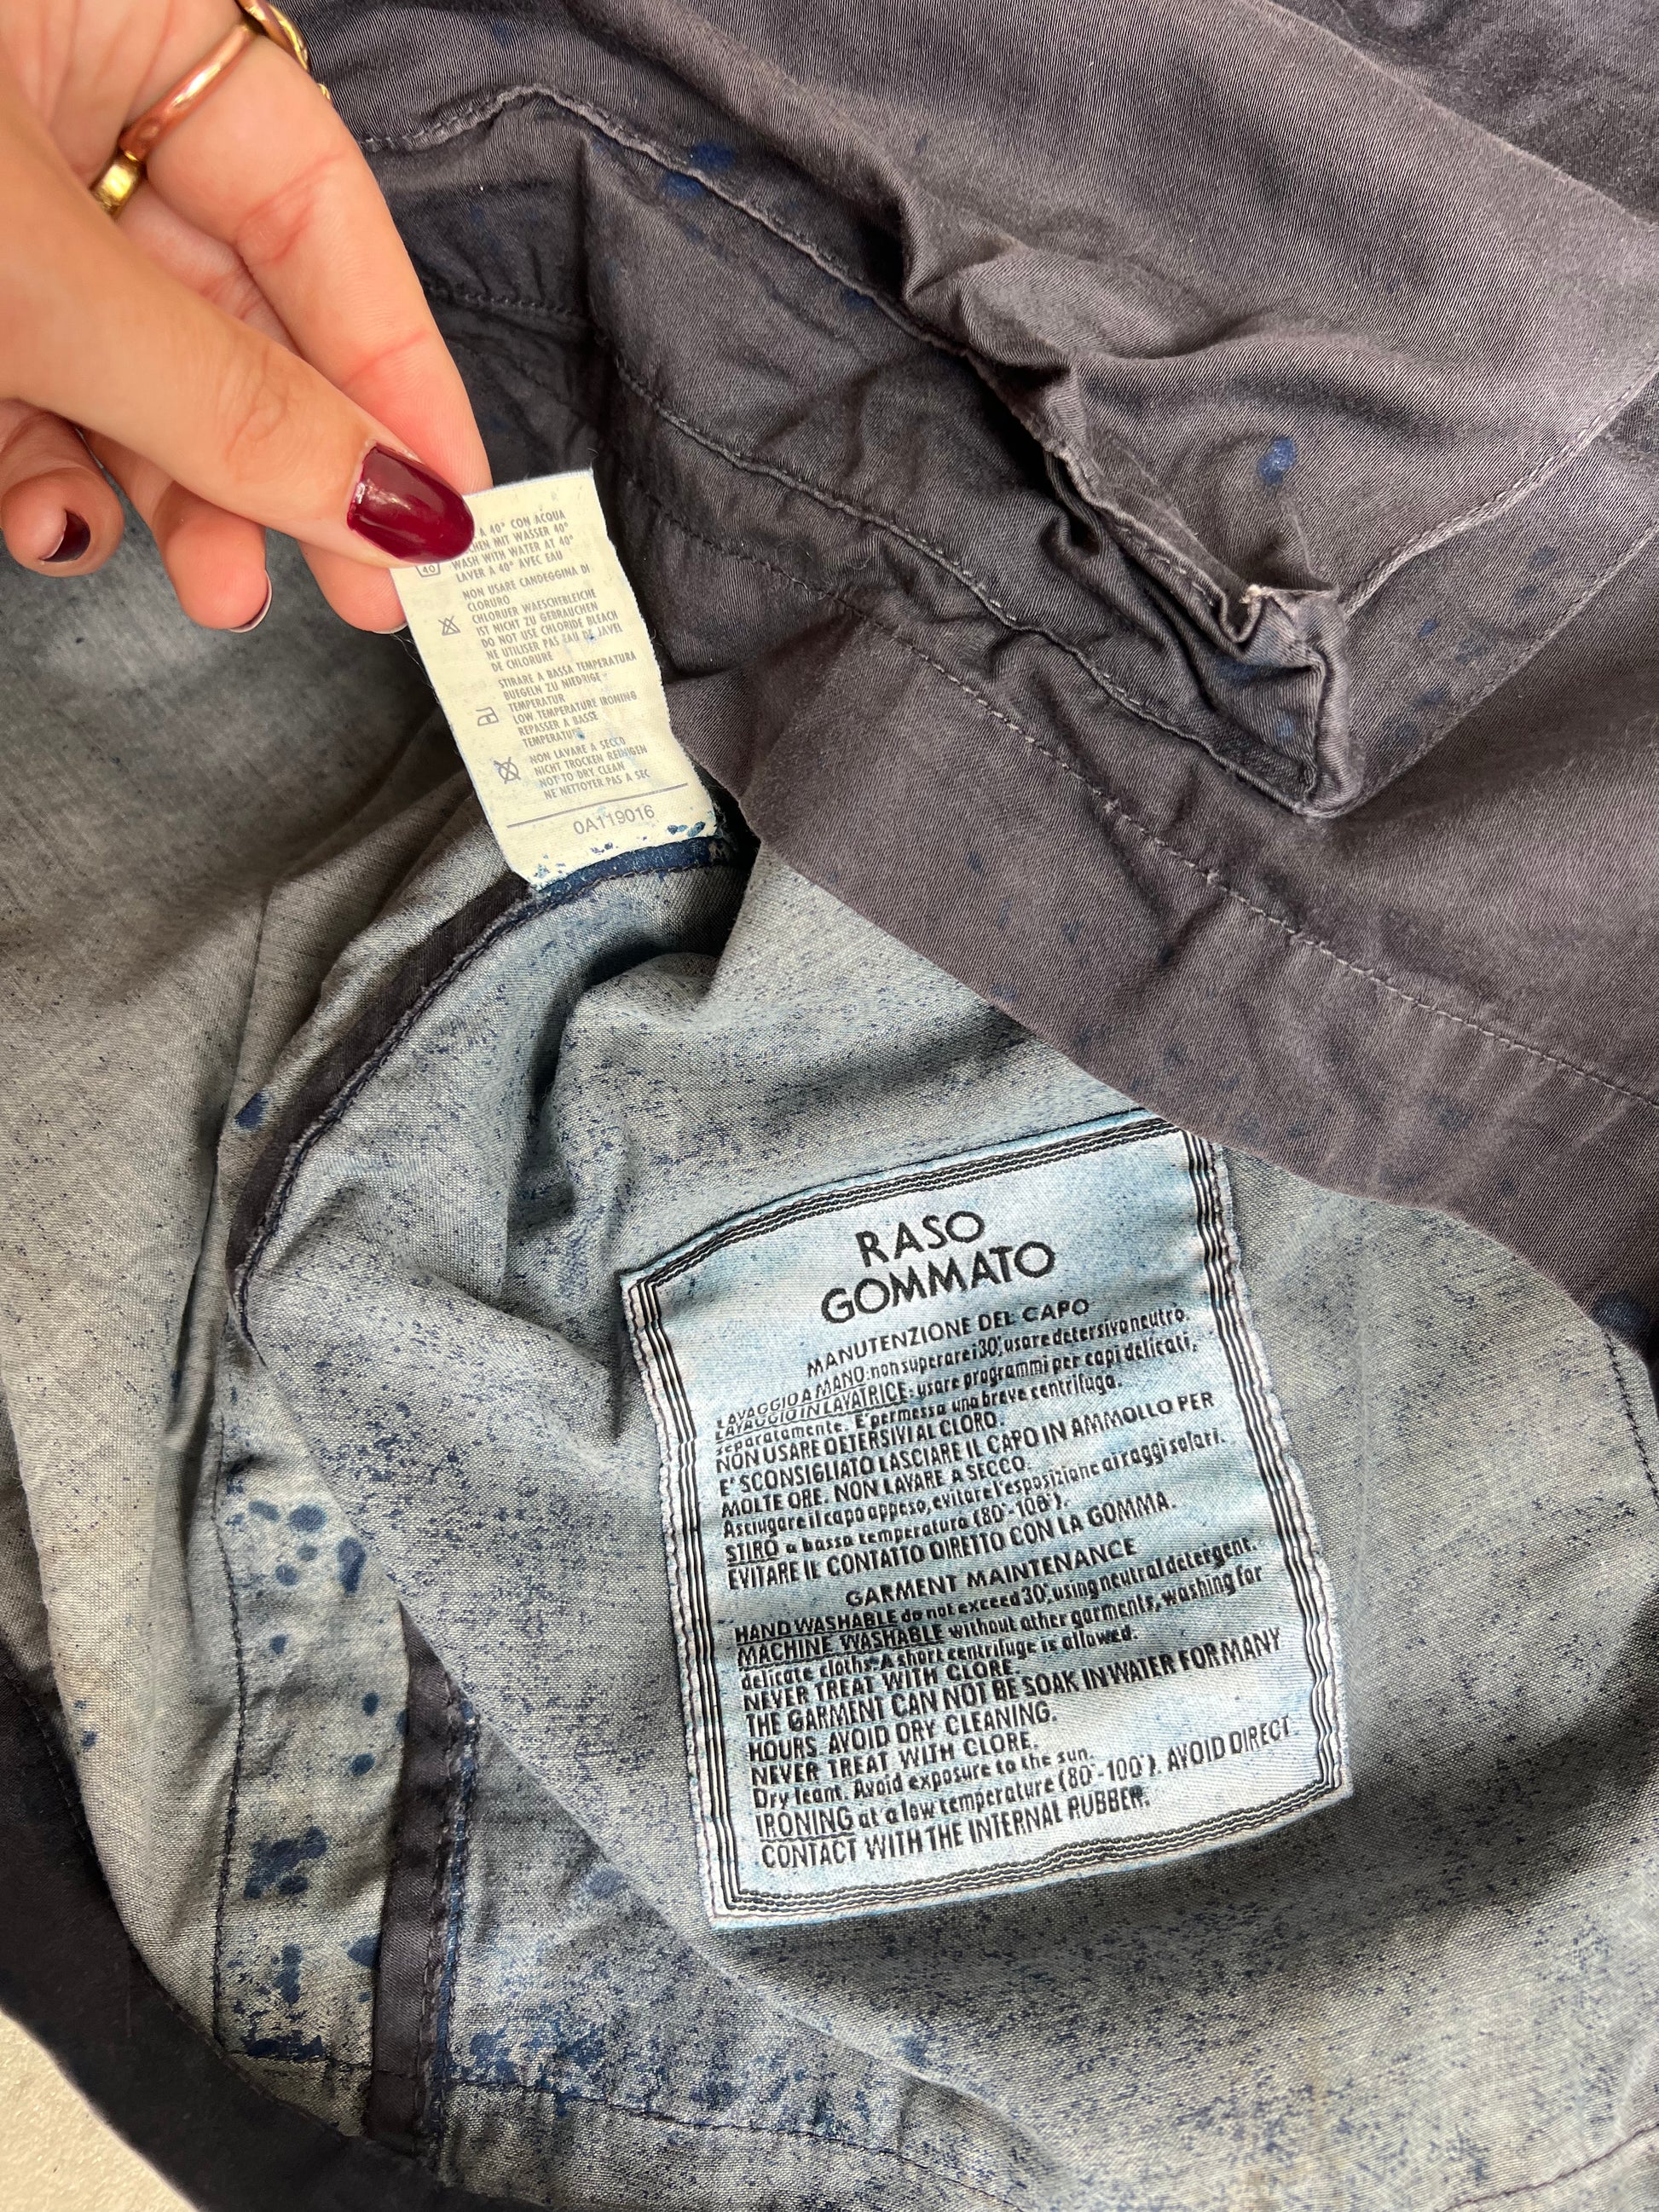 A 40° CON ACQUA
CHEN MIT WASSER 40°
WASH WITH WATER AT 40°
LAVER A 40° AVEC EAU
40
NON USARE CANDEGGINA DI
CLORURO
CHLORUER WAESCHEBLEICHE
IST NICHT ZU GEBRAUCHEN
DO NOT USE CHLORIDE BLEACH
NE UTILISER PAS EAU DE JAVEL
DE CHLORURE
STIRARE A BASSA TEMPERATURA
BUEGELN ZU NIEDRIGE
TEMPERATUR
LOW TEMPERATURE IRONING
REPASSER A BASSE
TEMPERATURE
NON LAVARE A SECCO
NICHT TROCKEN REINIGEN
NOT TO DRY CLEAN
NE NETTOYER PAS A SEC
0A119016
RASO
GOMMATO
MANUTENZIONE DEL CAPO
LAVAGGIO A MANO: non superare i 30°, usare detersivo neutro.
LAVAGGIO IN LAVATRICE: usare programmi per capi delicati,
separatamente. E' permessa una breve centrifuga.
NON USARE DETERSIVI AL CLORO.
E' SCONSIGLIATO LASCIARE IL CAPO IN AMMOLLO PER
MOLTE ORE. NON LAVARE A SECCO.
Asciugare il capo appeso, evitare l'esposizione ai raggi solari.
STIRO a bassa temperatura (80°-100°).
EVITARE IL CONTATTO DIRETTO CON LA GOMMA.
GARMENT MAINTENANCE
HAND WASHABLE do not exceed 30°, using neutral detergent.
MACHINE WASHABLE without other garments, washing for
delicate cloths. A short centrifuge is allowed.
NEVER TREAT WITH CLORE.
THE GARMENT CAN NOT BE SOAK IN WATER FOR MANY
HOURS AVOID DRY CLEANING.
NEVER TREAT WITH CLORE.
Dry leant. Avoid exposure to the sun.
IRONING at a low temperature (80°-100°). AVOID DIRECT
CONTACT WITH THE INTERNAL RUBBER.